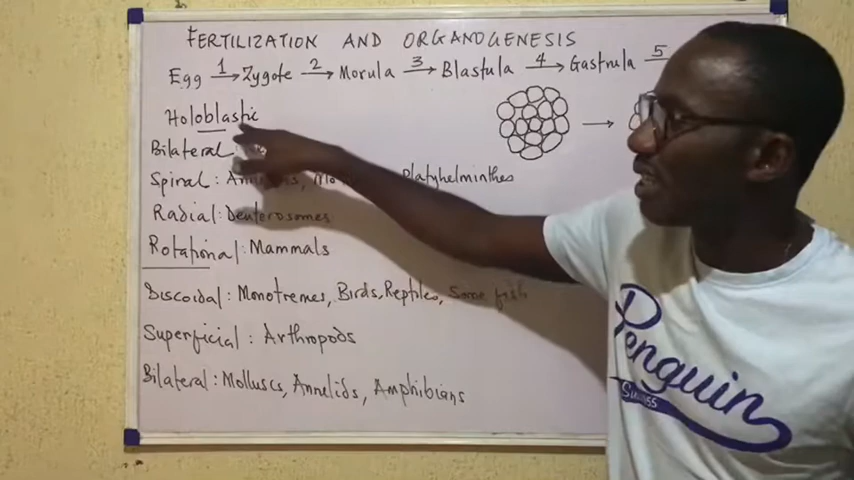 FERTILIZATION AND ORGANOGENESIS
Egg 1→ Zygote 2→ Morula 3→ Blastula 4→ Gastrula 5
Holoblastic
Bilateral
Spiral: Platyhelminthes
Radial: Deuterosomes
Rotational: Mammals
Discoidal: Monotremes, Birds, Reptiles, Some fish
Superficial: Arthropods
Bilateral: Molluscs, Annelids, Amphibians
Penguin